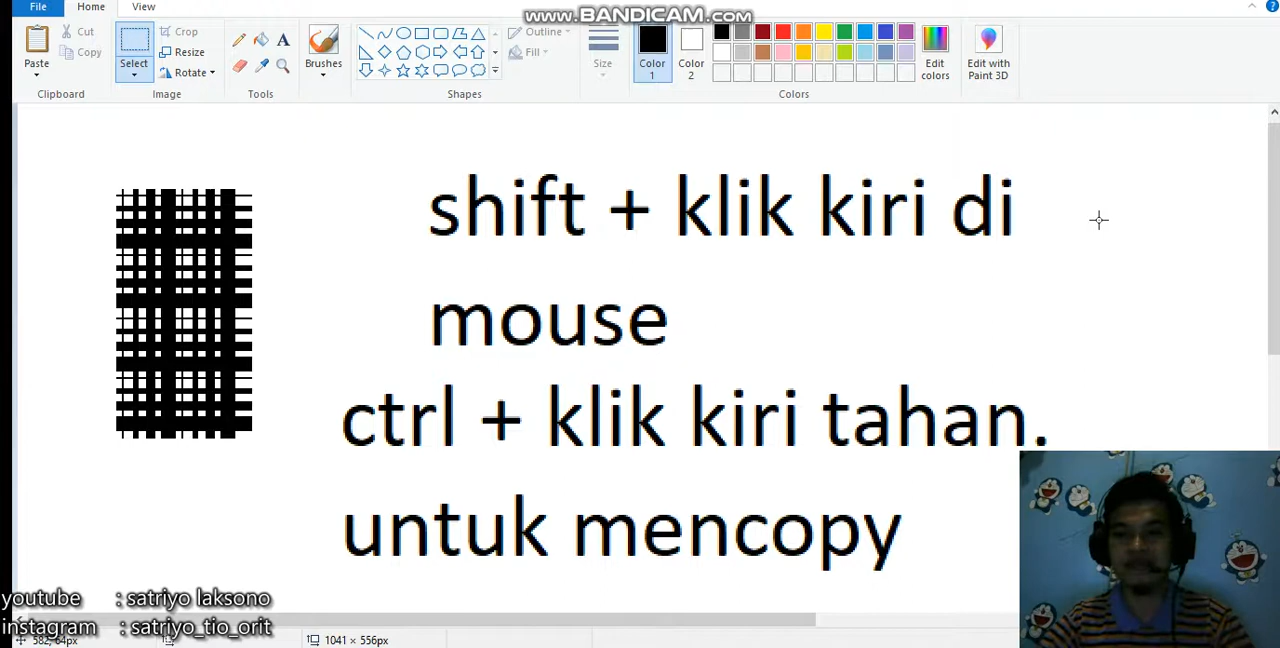 www.BANDICAM.com
File Home View
Paste
Cut
Copy
Clipboard
Select
Crop
Resize
Rotate
Image
Tools
Brushes
Shapes
Outline
Fill
Size
Color 1
Color 2
Colors
Edit colors
Edit with Paint 3D
shift + klik kiri di
mouse
ctrl + klik kiri tahan.
untuk mencopy
youtube : satriyo laksono
instagram : satriyo_tio_orit
582, 64px
1041 × 556px